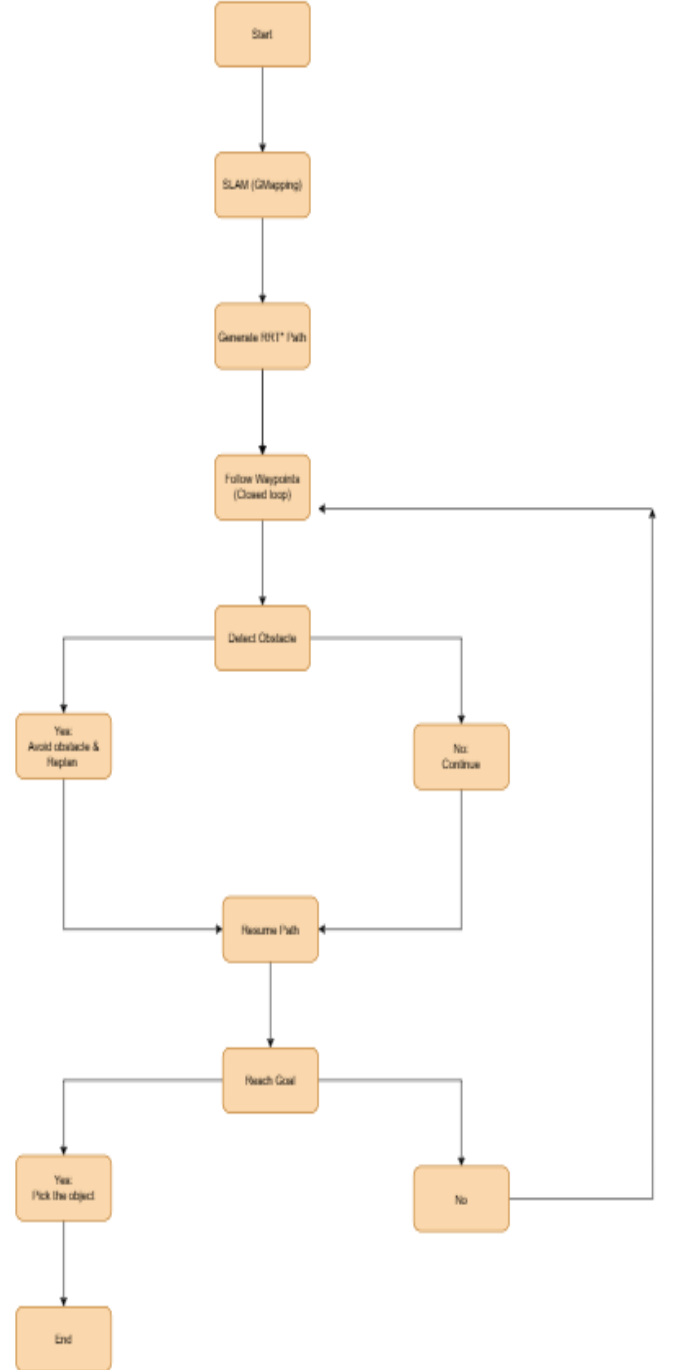 Start
SLAM (GMapping)
Generate RRT* Path
Follow Waypoints
(Closed loop)
Detect Obstacle
Yes:
Avoid obstacle &
Replan
No:
Continue
Resume Path
Reach Goal
Yes:
Pick the object
No
End